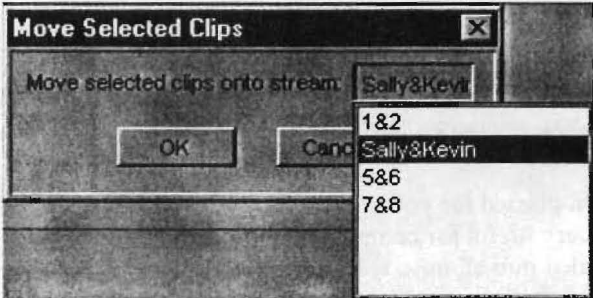 Move Selected Clips
Move selected clips onto stream: Sally&Kevin
OK
Canc
1&2
Sally&Kevin
5&6
7&8